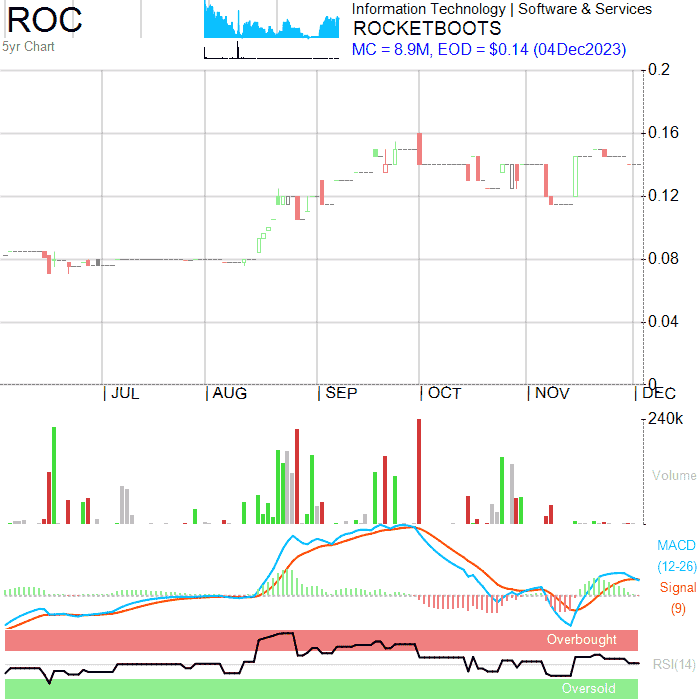 ROC
5yr Chart
Information Technology | Software & Services
ROCKETBOOTS
MC = 8.9M, EOD = $0.14 (04Dec2023)
0.2
0.16
0.12
0.08
0.04
0
JUL AUG SEP OCT NOV DEC
240k
Volume
MACD
(12-26)
Signal
(9)
Overbought
RSI(14)
Oversold